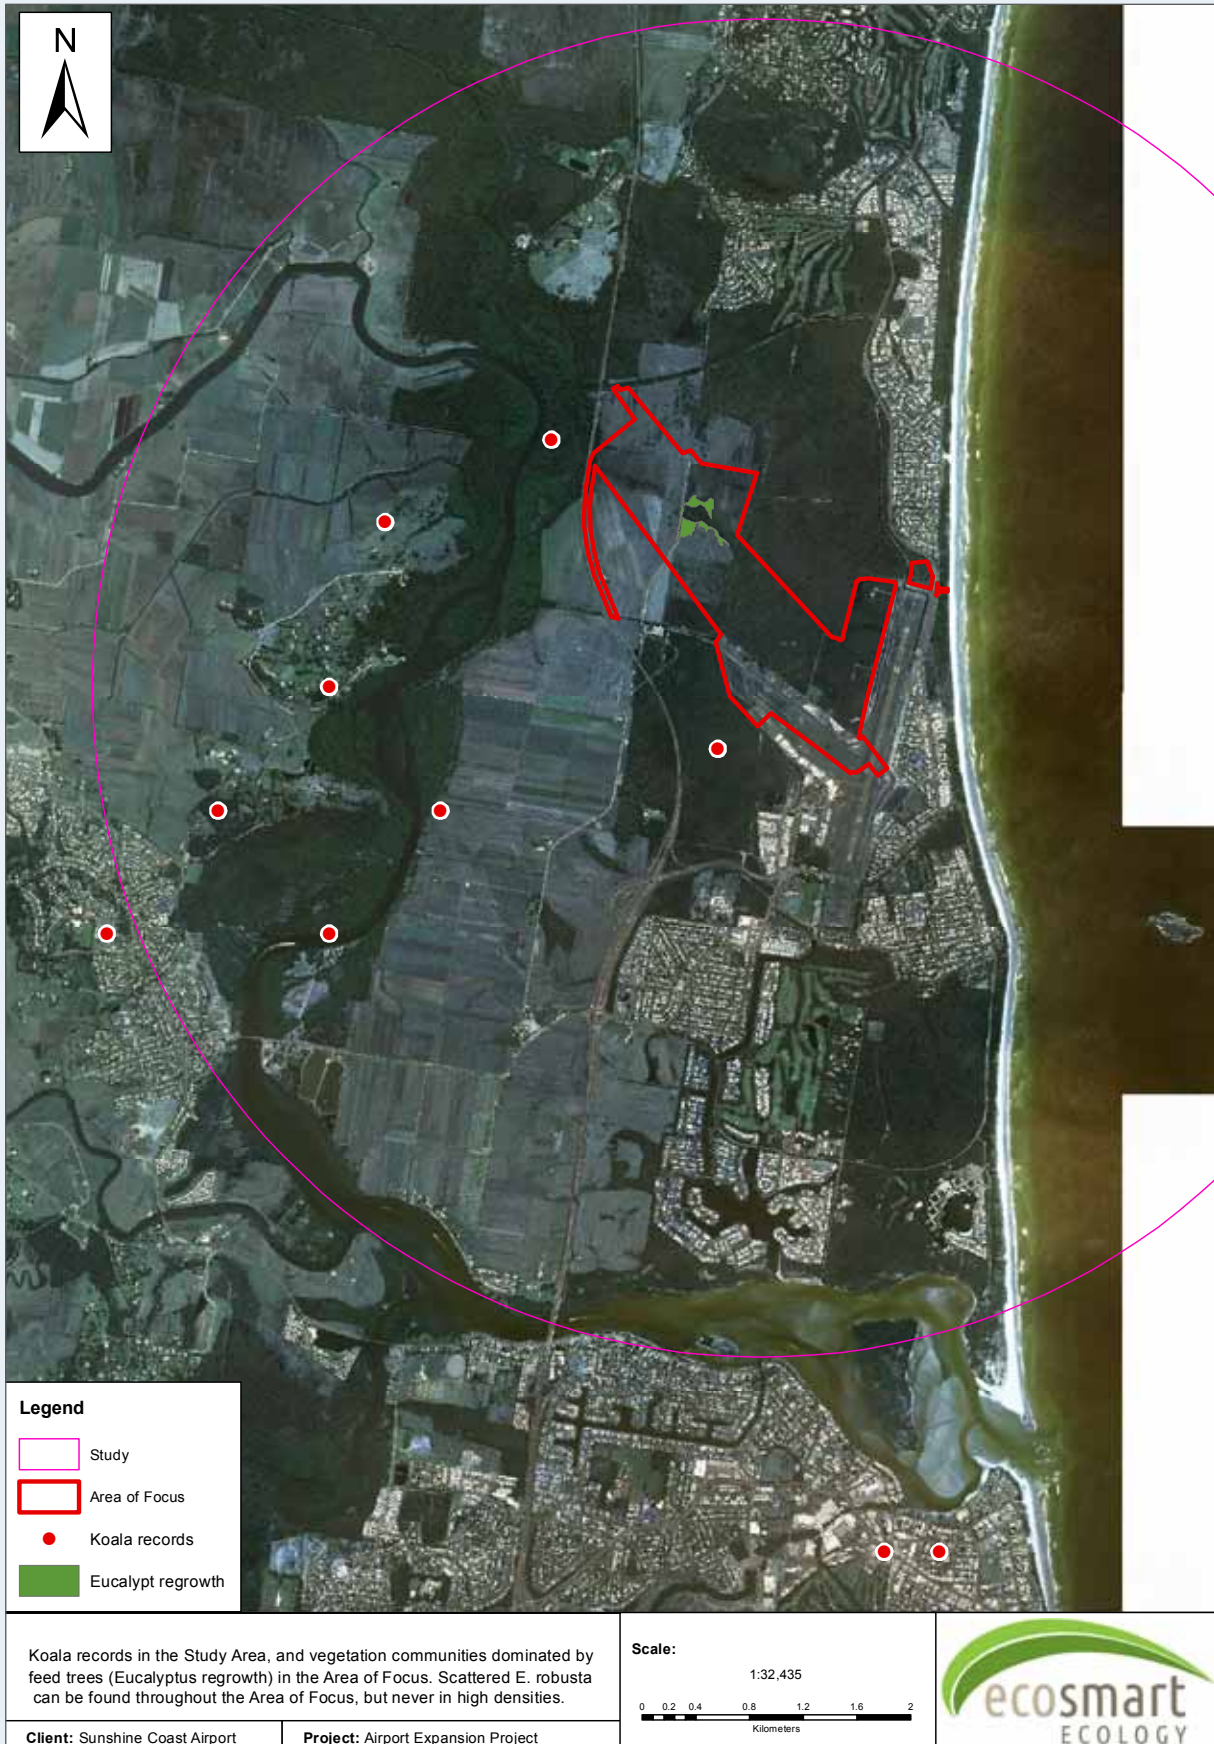 N
Legend
Study
Area of Focus
Koala records
Eucalypt regrowth
Koala records in the Study Area, and vegetation communities dominated by
feed trees (Eucalyptus regrowth) in the Area of Focus. Scattered E. robusta
can be found throughout the Area of Focus, but never in high densities.
Client: Sunshine Coast Airport
Project: Airport Expansion Project
Scale:
1:32,435
0 0.2 0.4 0.8 1.2 1.6 2
Kilometers
ecosmart
ECOLOGY